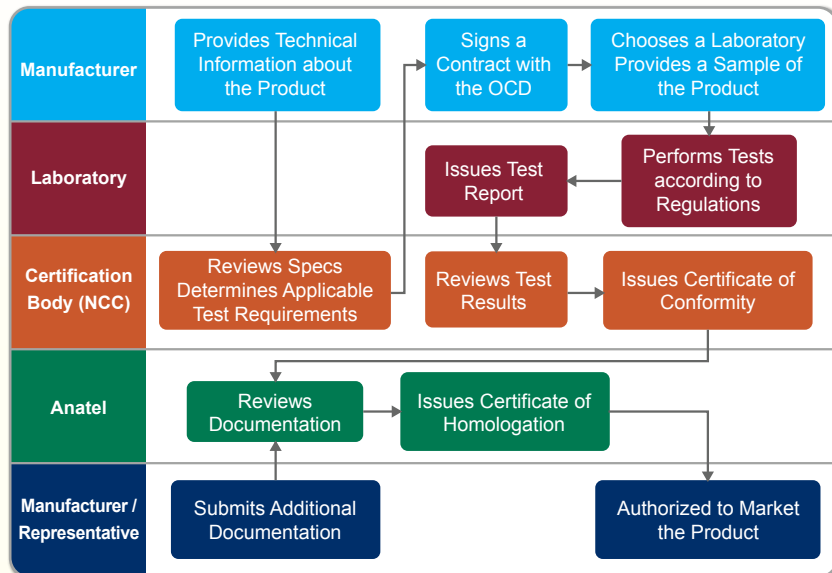 Manufacturer
Provides Technical
Information about
the Product
Signs a
Contract with
the OCD
Chooses a Laboratory
Provides a Sample of
the Product
Laboratory
Issues Test
Report
Performs Tests
according to
Regulations
Certification
Body (NCC)
Reviews Specs
Determines Applicable
Test Requirements
Reviews Test
Results
Issues Certificate of
Conformity
Anatel
Reviews
Documentation
Issues Certificate of
Homologation
Manufacturer /
Representative
Submits Additional
Documentation
Authorized to Market
the Product